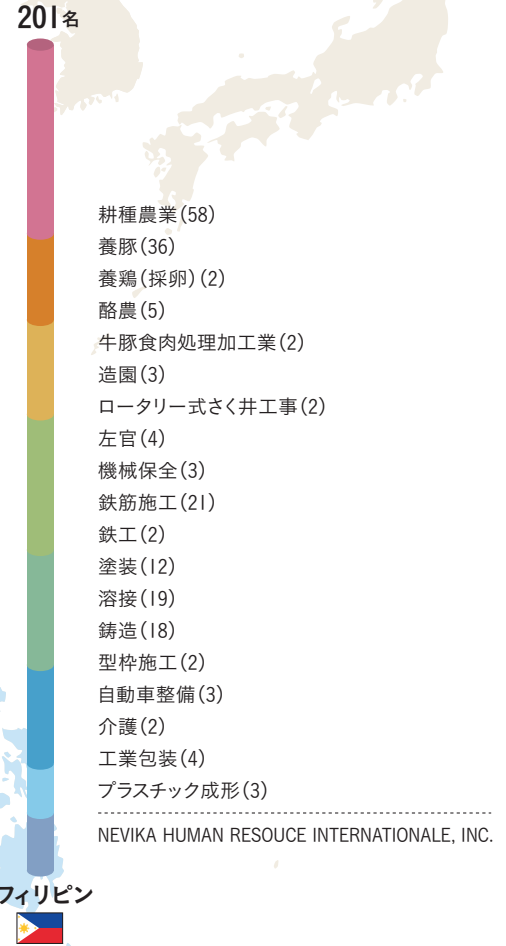 201名
耕種農業(58)
養豚(36)
養鶏(採卵)(2)
酪農(5)
牛豚食肉処理加工業(2)
造園(3)
ロータリー式さく井工事(2)
左官(4)
機械保全(3)
鉄筋施工(21)
鉄工(2)
塗装(12)
溶接(19)
鋳造(18)
型枠施工(2)
自動車整備(3)
介護(2)
工業包装(4)
プラスチック成形(3)
NEVIKA HUMAN RESOUCE INTERNATIONALE, INC.
フィリピン